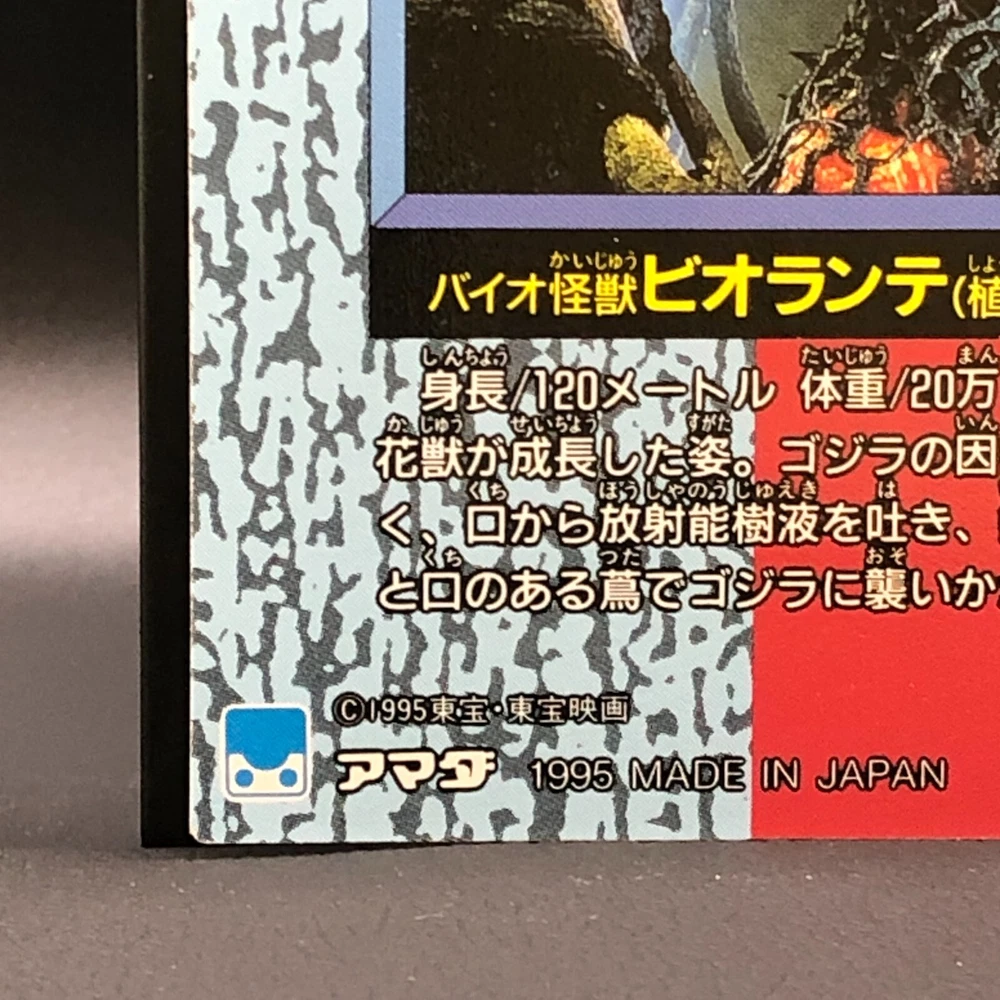 バイオ怪獣ビオランテ(植
身長/120メートル 体重/20万
花獣が成長した姿。ゴジラの因
く、口から放射能樹液を吐き、
と口のある蔦でゴジラに襲いか
©1995東宝・東宝映画
アマダ 1995 MADE IN JAPAN